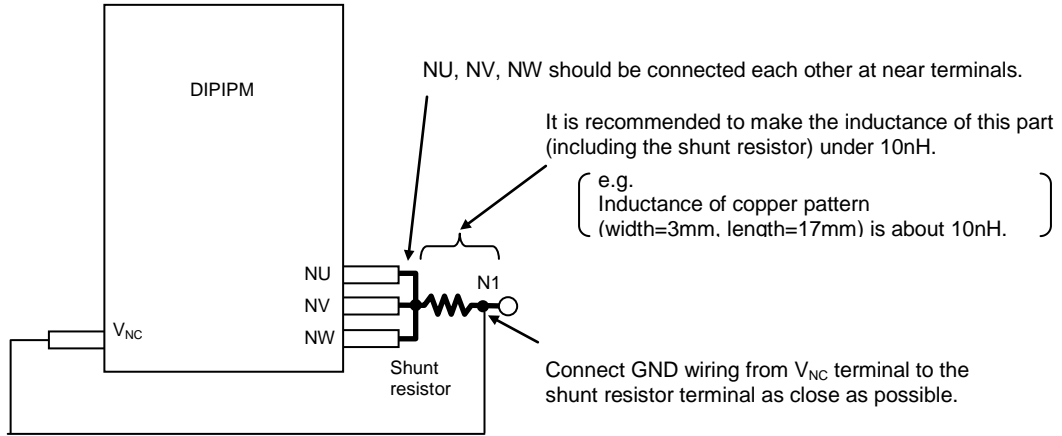 NU, NV, NW should be connected each other at near terminals.
DIPIPM
It is recommended to make the inductance of this part
(including the shunt resistor) under 10nH.
e.g.
Inductance of copper pattern
(width=3mm, length=17mm) is about 10nH.
NU
N1
NV
VNC
NW
Shunt
resistor
Connect GND wiring from VNC terminal to the
shunt resistor terminal as close as possible.